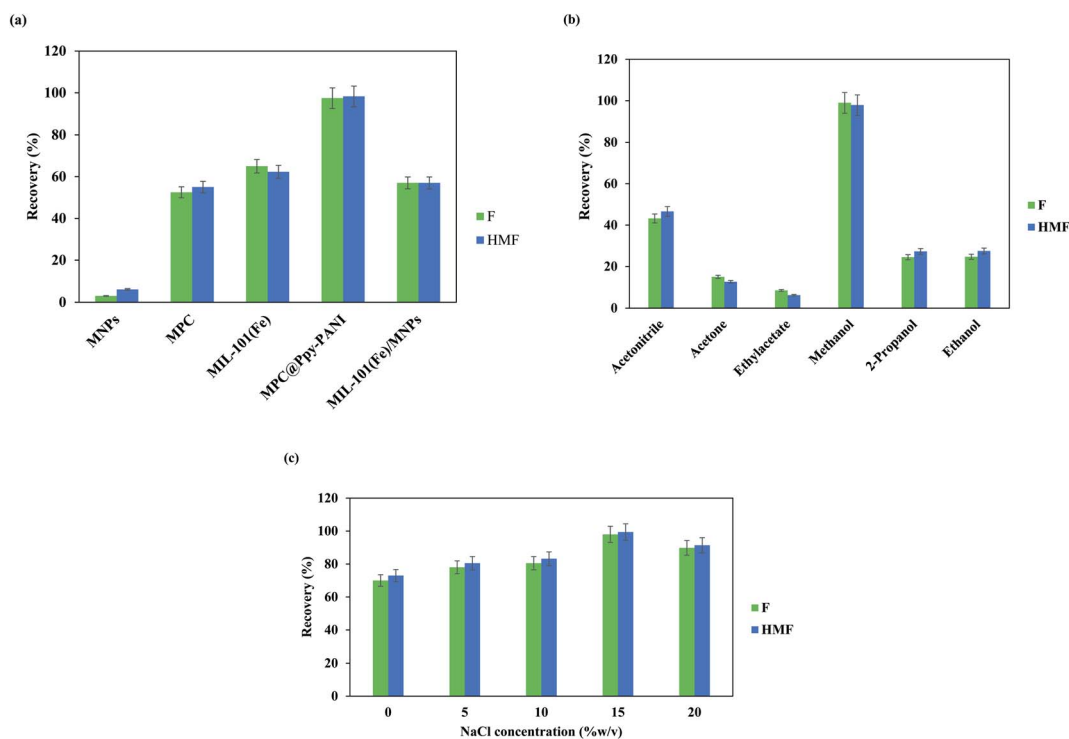 (a)
120
100
80
60
40
20
0
Recovery (%)
MNPs
MPC
MIL-101(Fe)
MPC@Ppy-PANI
MIL-101(Fe)/MNPs
F
HMF
(b)
120
100
80
60
40
20
0
Recovery (%)
Acetonitrile
Acetone
Ethylacetate
Methanol
2-Propanol
Ethanol
F
HMF
(c)
120
100
80
60
40
20
0
Recovery (%)
0 5 10 15 20
NaCl concentration (%w/v)
F
HMF